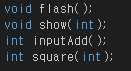 void flash();
void show(int);
int inputAdd();
int square(int);